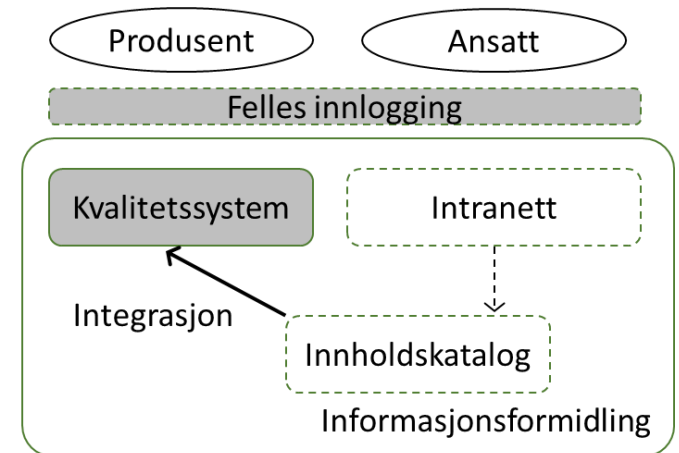 Produsent
Ansatt
Felles innlogging
Kvalitetssystem
Intranett
Integrasjon
Innholdskatalog
Informasjonsformidling